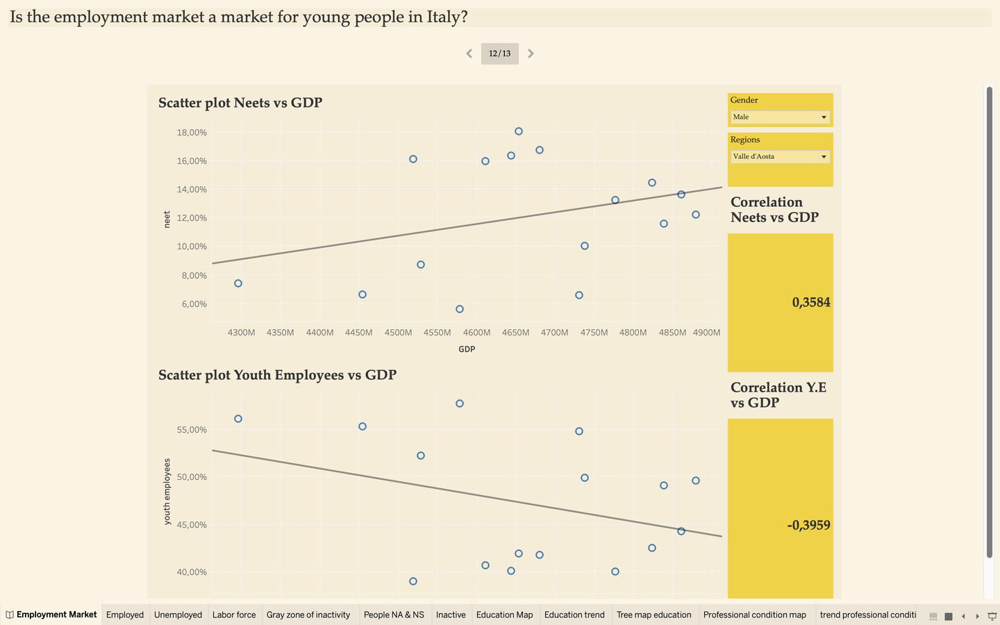 Is the employment market a market for young people in Italy?
12/13
Scatter plot Neets vs GDP
18,00%
16,00%
14,00%
12,00%
10,00%
8,00%
6,00%
neet
4300M 4350M 4400M 4450M 4500M 4550M 4600M 4650M 4700M 4750M 4800M 4850M 4900M
GDP
Gender
Male
Regions
Valle d'Aosta
Correlation
Neets vs GDP
0,3584
Scatter plot Youth Employees vs GDP
55,00%
50,00%
45,00%
40,00%
youth employees
Correlation Y.E
vs GDP
-0,3959
Employment Market Employed Unemployed Labor force Gray zone of inactivity People NA & NS Inactive Education Map Education trend Tree map education Professional condition map trend professional conditi